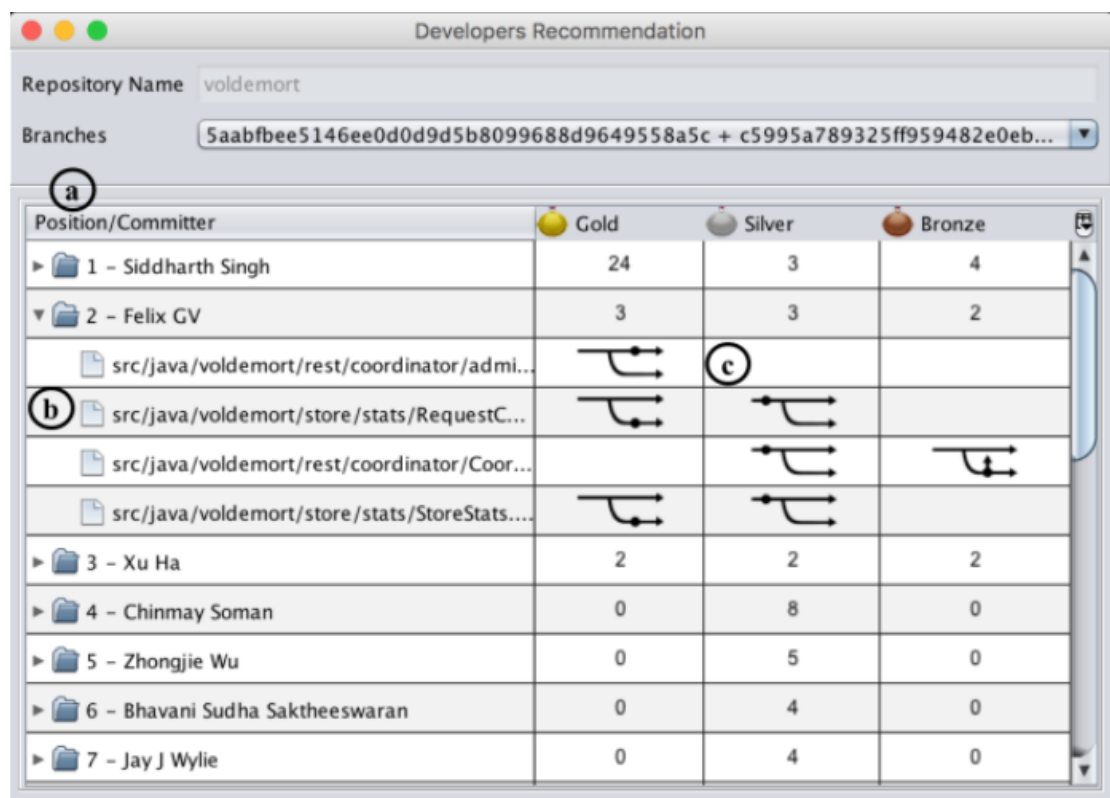 Developers Recommendation
Repository Name voldemort
Branches 5aabfbee5146ee0d0d9d5b8099688d9649558a5c + c5995a789325ff959482e0eb...
a
Position/Committer Gold Silver Bronze
1 – Siddharth Singh 24 3 4
2 – Felix GV 3 3 2
src/java/voldemort/rest/coordinator/admi... c
b src/java/voldemort/store/stats/RequestC...
src/java/voldemort/rest/coordinator/Coor...
src/java/voldemort/store/stats/StoreStats....
3 – Xu Ha 2 2 2
4 – Chinmay Soman 0 8 0
5 – Zhongjie Wu 0 5 0
6 – Bhavani Sudha Saktheeswaran 0 4 0
7 – Jay J Wylie 0 4 0